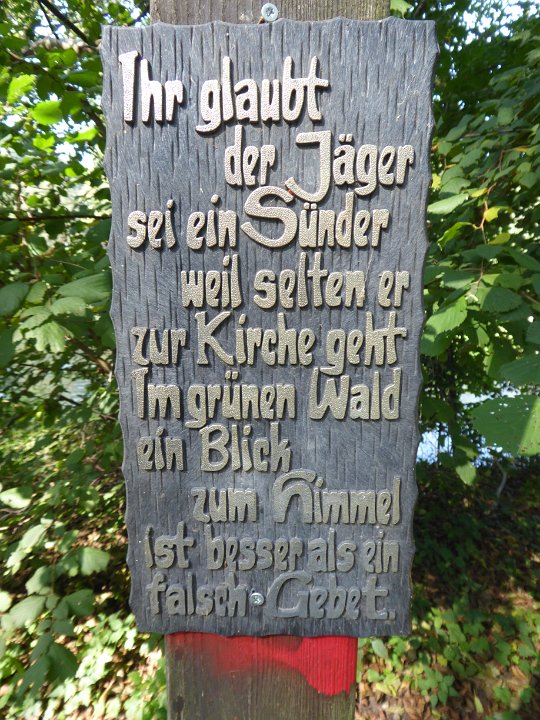 Ihr glaubt
der Jäger
sei ein Sünder
weil selten er
zur Kirche geht
Im grünen Wald
ein Blick
zum Himmel
ist besser als ein
falsch Gebet.